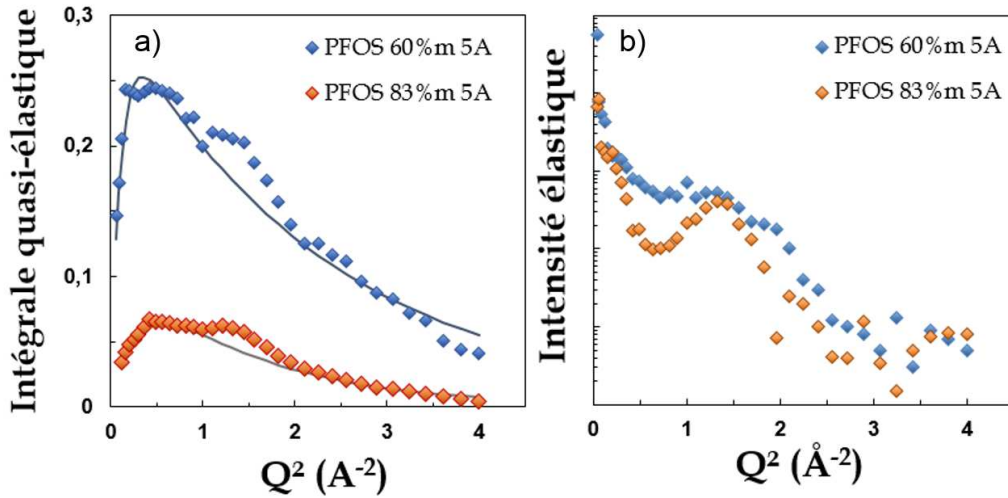 0,3
a)
PFOS 60%m 5A
PFOS 83%m 5A
0,2
0,1
0
0
1
2
3
4
Q² (A⁻²)
Intégrale quasi-élastique
b)
PFOS 60%m 5A
PFOS 83%m 5A
0
1
2
3
4
Q² (Å⁻²)
Intensité élastique